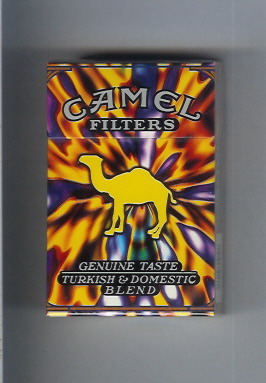 CAMEL
FILTERS
GENUINE TASTE
TURKISH & DOMESTIC
BLEND